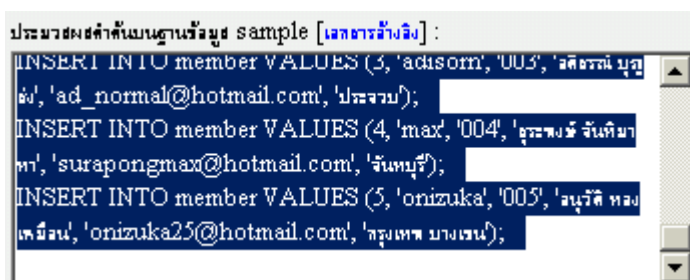 ประมวลผลคำค้นบนฐานข้อมูล sample [เอกสารอ้างอิง] :
INSERT INTO member VALUES (3, 'adisorn', '003', 'อดิศรณ์ บุญ
ส่ง', 'ad_normal@hotmail.com', 'ประจวบ');
INSERT INTO member VALUES (4, 'max', '004', 'สุรพงษ์ จันทิมา
หา', 'surapongmax@hotmail.com', 'จันทบุรี');
INSERT INTO member VALUES (5, 'onizuka', '005', 'อนุวัติ ทอง
เหมือน', 'onizuka25@hotmail.com', 'กรุงเทพ บางเขน');